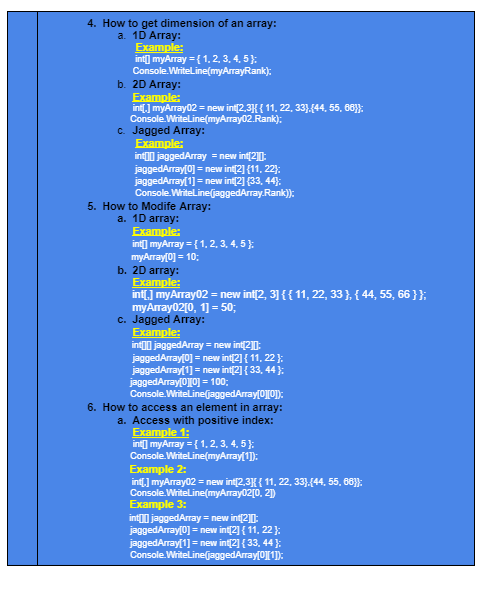 4. How to get dimension of an array:
a. 1D Array:
Example:
int[] myArray = { 1, 2, 3, 4, 5 };
Console.WriteLine(myArrayRank);
b. 2D Array:
Example:
int[,] myArray02 = new int[2,3]{ { 11, 22, 33},{44, 55, 66}};
Console.WriteLine(myArray02.Rank);
c. Jagged Array:
Example:
int[][] jaggedArray = new int[2][];
jaggedArray[0] = new int[2] {11, 22};
jaggedArray[1] = new int[2] {33, 44};
Console.WriteLine(jaggedArray.Rank));
5. How to Modife Array:
a. 1D array:
Example:
int[] myArray = { 1, 2, 3, 4, 5 };
myArray[0] = 10;
b. 2D array:
Example:
int[,] myArray02 = new int[2, 3] { { 11, 22, 33 }, { 44, 55, 66 } };
myArray02[0, 1] = 50;
c. Jagged Array:
Example:
int[][] jaggedArray = new int[2][];
jaggedArray[0] = new int[2] { 11, 22 };
jaggedArray[1] = new int[2] { 33, 44 };
jaggedArray[0][0] = 100;
Console.WriteLine(jaggedArray[0][0]);
6. How to access an element in array:
a. Access with positive index:
Example 1:
int[] myArray = { 1, 2, 3, 4, 5 };
Console.WriteLine(myArray[1]);
Example 2:
int[,] myArray02 = new int[2,3]{ { 11, 22, 33},{44, 55, 66}};
Console.WriteLine(myArray02[0, 2])
Example 3:
int[][] jaggedArray = new int[2][];
jaggedArray[0] = new int[2] { 11, 22 };
jaggedArray[1] = new int[2] { 33, 44 };
Console.WriteLine(jaggedArray[0][1]);